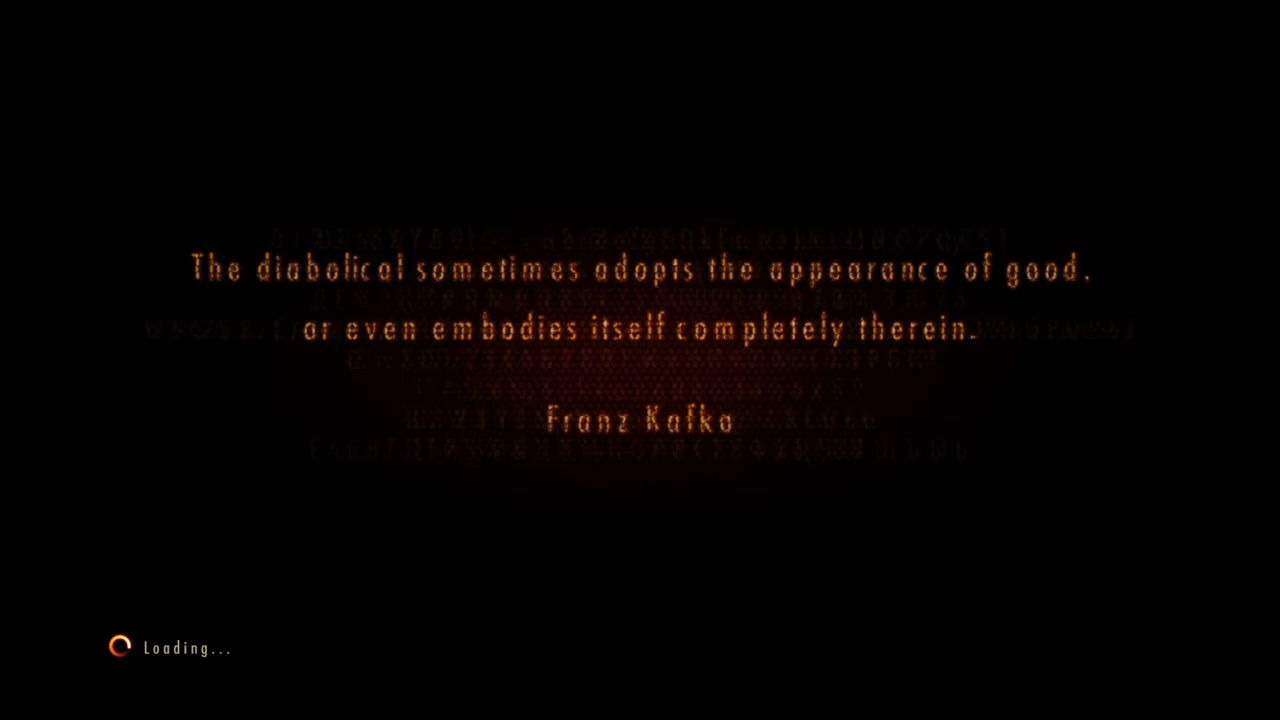 The diabolical sometimes adopts the appearance of good.
or even embodies itself completely therein.
Franz Kafka
Loading...